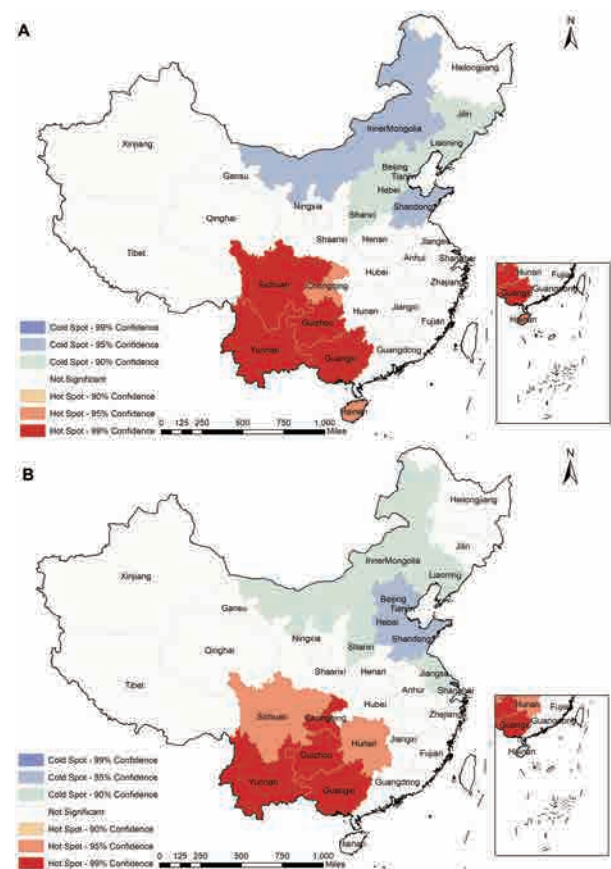 A
N
Heilongjiang
Jilin
InnerMongolia
Liaoning
Xinjiang
Beijing
Tianjin
Gansu
Hebei
Ningxia
Shanxi
Shandong
Qinghai
Shaanxi
Henan
Jiangsu
Tibet
Anhui
Shanghai
Hubei
Sichuan
Chongqing
Zhejiang
Hunan
Jiangxi
Guizhou
Fujian
Yunnan
Guangxi
Guangdong
Hainan
Cold Spot - 99% Confidence
Cold Spot - 95% Confidence
Cold Spot - 90% Confidence
Not Significant
Hot Spot - 90% Confidence
Hot Spot - 95% Confidence
Hot Spot - 99% Confidence
0 125 250 500 750 1,000
Miles
Hunan
Fujian
Guangxi
Guangdong
Hainan
B
N
Heilongjiang
Jilin
InnerMongolia
Liaoning
Xinjiang
Beijing
Tianjin
Gansu
Hebei
Ningxia
Shanxi
Shandong
Qinghai
Shaanxi
Henan
Jiangsu
Tibet
Anhui
Shanghai
Hubei
Sichuan
Chongqing
Zhejiang
Hunan
Jiangxi
Guizhou
Fujian
Yunnan
Guangxi
Guangdong
Hainan
Cold Spot - 99% Confidence
Cold Spot - 95% Confidence
Cold Spot - 90% Confidence
Not Significant
Hot Spot - 90% Confidence
Hot Spot - 95% Confidence
Hot Spot - 99% Confidence
0 125 250 500 750 1,000
Miles
Hunan
Fujian
Guangxi
Guangdong
Hainan